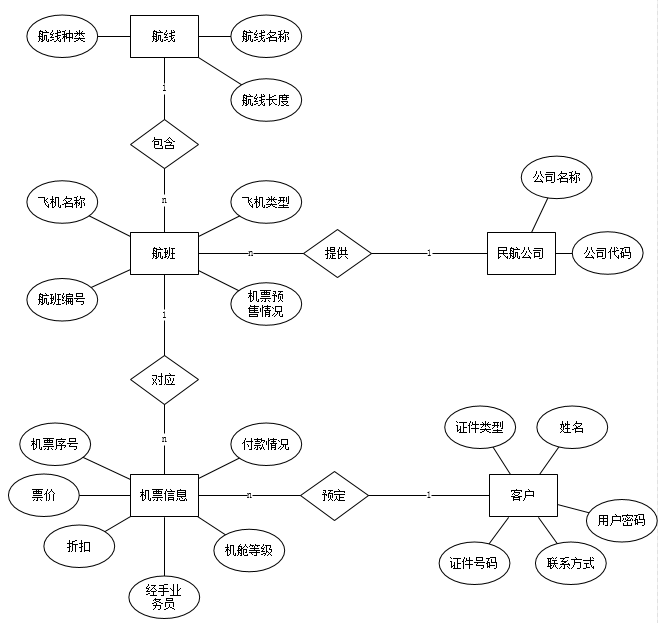 航线种类
航线
航线名称
航线长度
1
包含
n
公司名称
飞机名称
飞机类型
航班
n
提供
1
民航公司
公司代码
航班编号
机票预
售情况
1
对应
n
证件类型
姓名
机票序号
付款情况
票价
机票信息
n
预定
1
客户
用户密码
折扣
机舱等级
证件号码
联系方式
经手业
务员